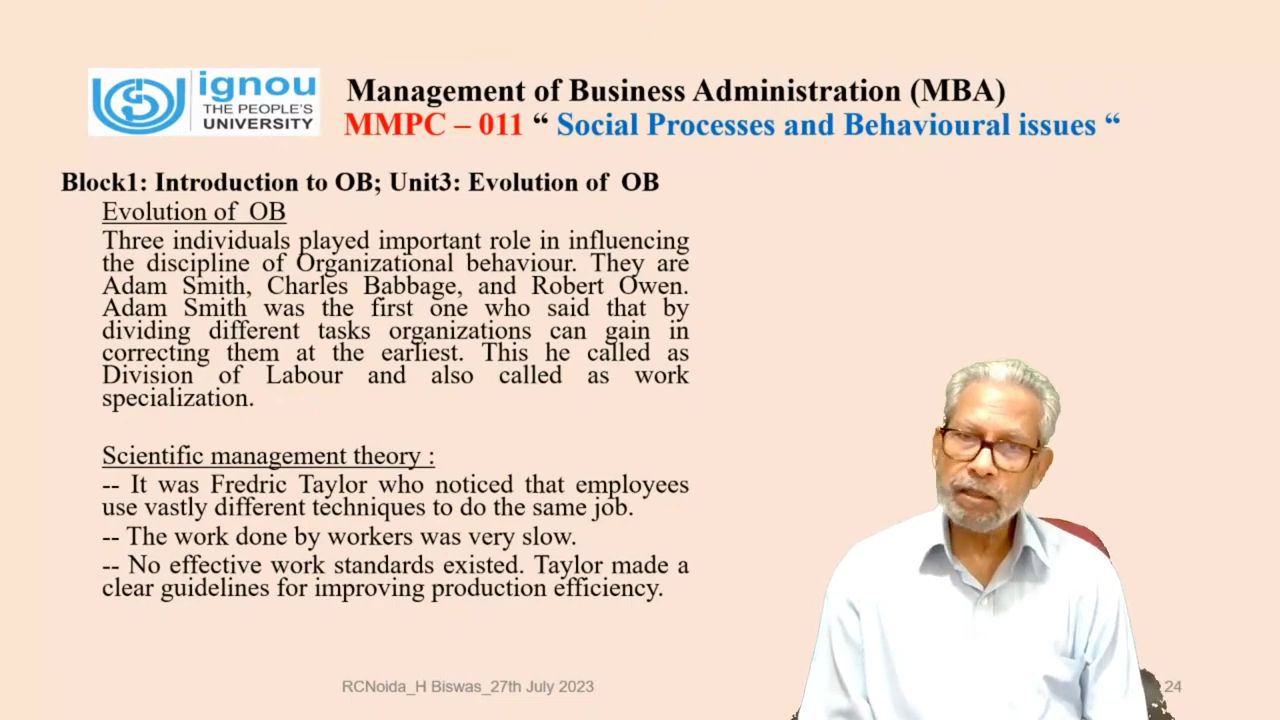 ignou
THE PEOPLE'S
UNIVERSITY
Management of Business Administration (MBA)
MMPC – 011 “ Social Processes and Behavioural issues “
Block1: Introduction to OB; Unit3: Evolution of OB
Evolution of OB
Three individuals played important role in influencing
the discipline of Organizational behaviour. They are
Adam Smith, Charles Babbage, and Robert Owen.
Adam Smith was the first one who said that by
dividing different tasks organizations can gain in
correcting them at the earliest. This he called as
Division of Labour and also called as work
specialization.
Scientific management theory :
-- It was Fredric Taylor who noticed that employees
use vastly different techniques to do the same job.
-- The work done by workers was very slow.
-- No effective work standards existed. Taylor made a
clear guidelines for improving production efficiency.
RCNoida_H Biswas_27th July 2023
24